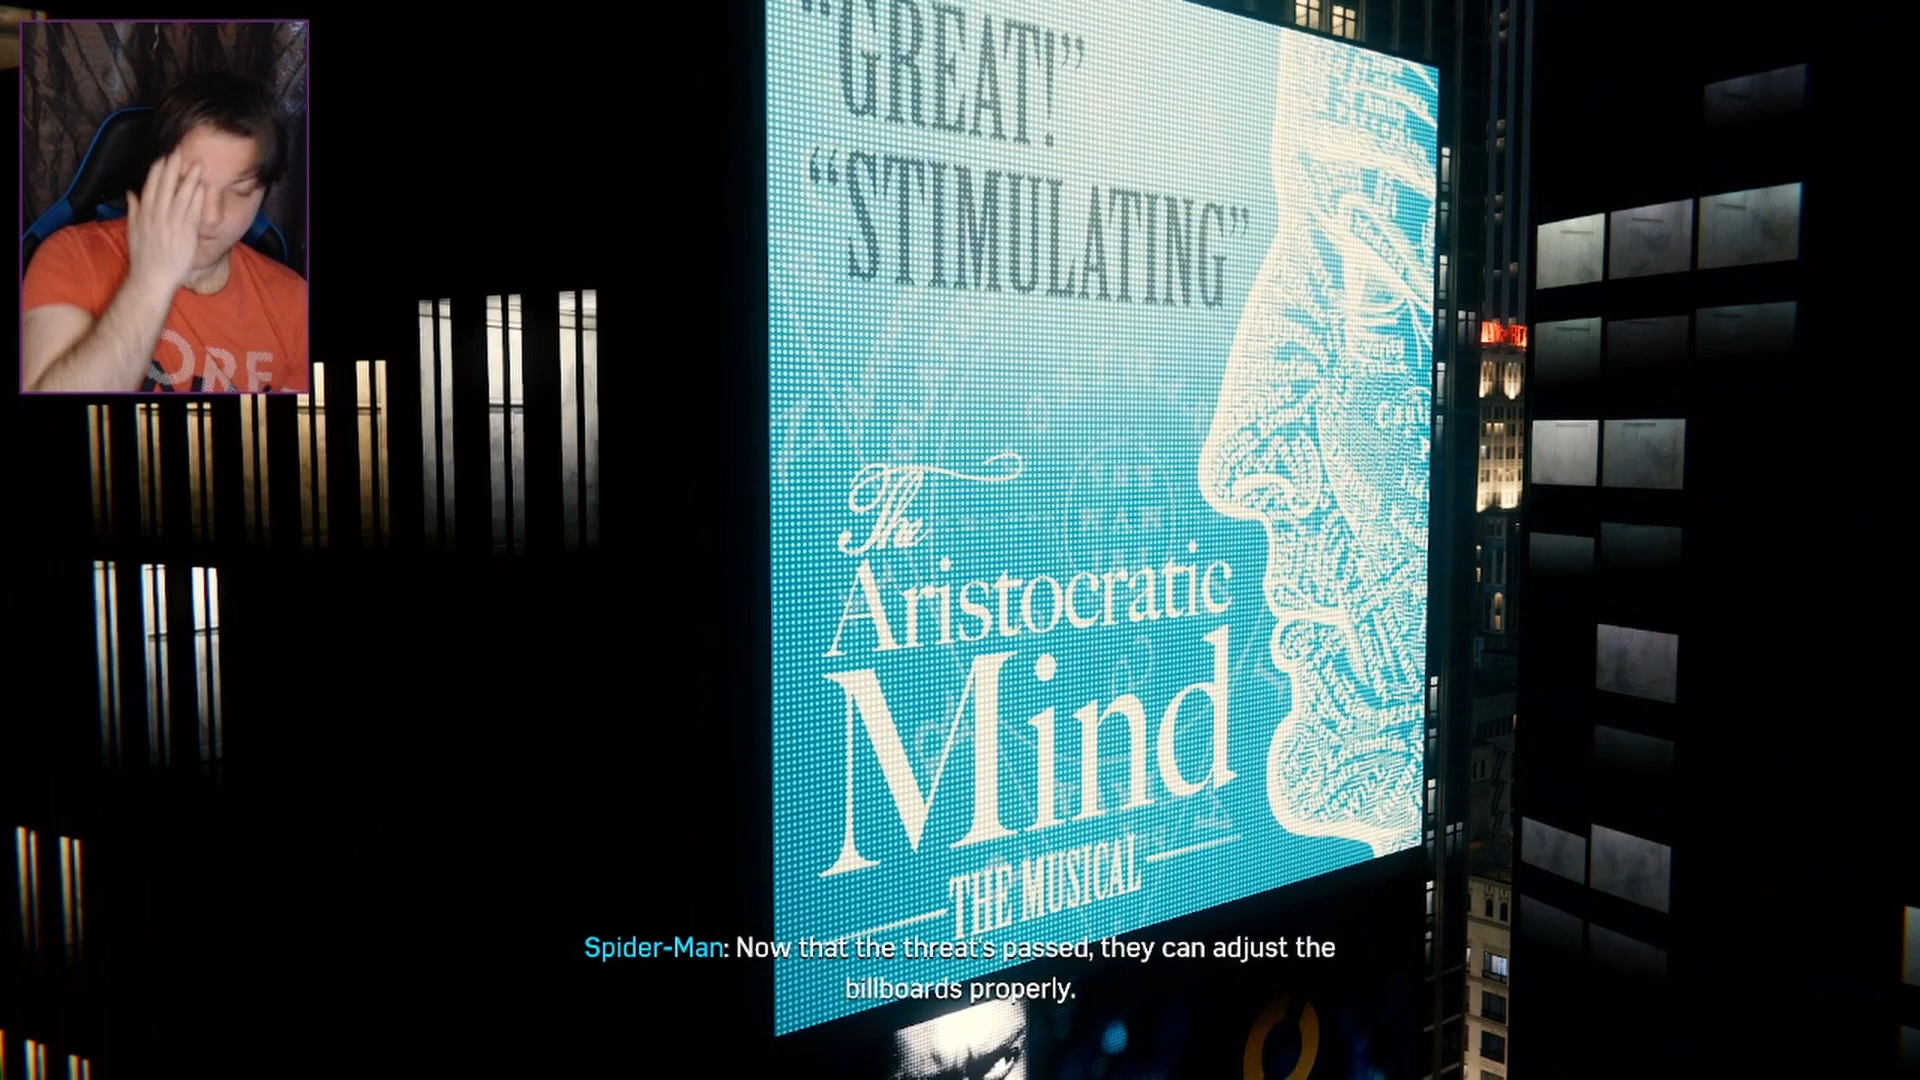 "GREAT!"
"STIMULATING"
The
Aristocratic
Mind
THE MUSICAL
Spider-Man: Now that the threat's passed, they can adjust the
billboards properly.